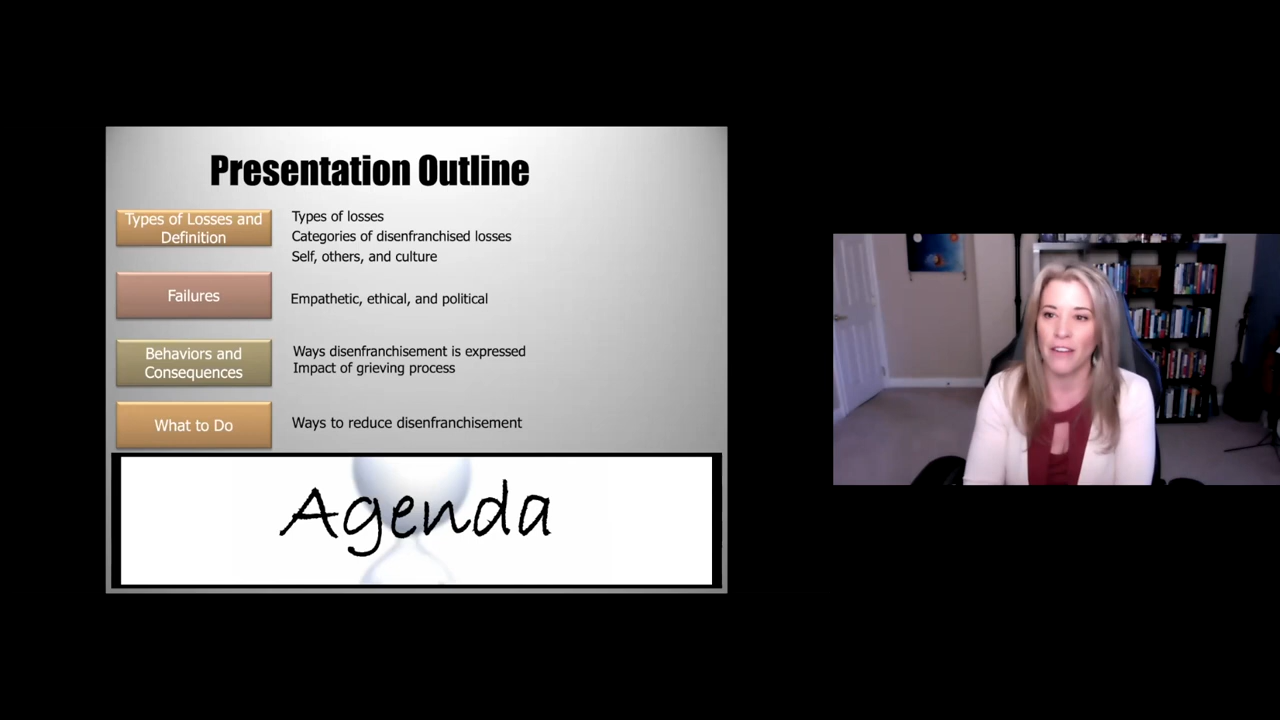 Presentation Outline
Types of Losses and
Definition
Types of losses
Categories of disenfranchised losses
Self, others, and culture
Failures
Empathetic, ethical, and political
Behaviors and
Consequences
Ways disenfranchisement is expressed
Impact of grieving process
What to Do
Ways to reduce disenfranchisement
Agenda